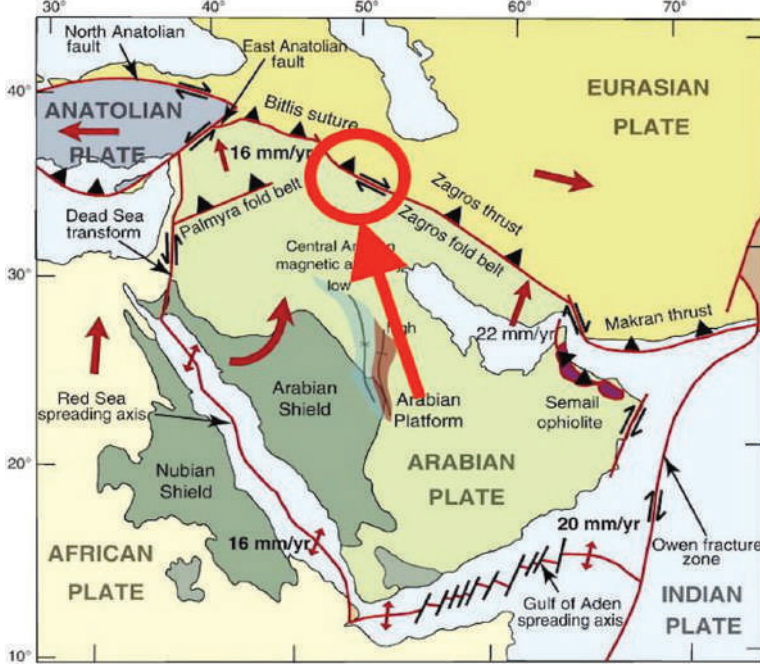 30°
40°
50°
60°
70°
North Anatolian
fault
East Anatolian
fault
40°
ANATOLIAN
PLATE
Bitlis suture
EURASIAN
PLATE
16 mm/yr
Dead Sea
transform
Palmyra fold belt
Zagros thrust
Zagros fold belt
Central
magnetic
low
high
30°
22 mm/yr
Makran thrust
Red Sea
spreading axis
Arabian
Shield
Arabian
Platform
Semail
ophiolite
20°
Nubian
Shield
ARABIAN
PLATE
AFRICAN
PLATE
16 mm/yr
20 mm/yr
Owen fracture
zone
Gulf of Aden
spreading axis
INDIAN
PLATE
10°